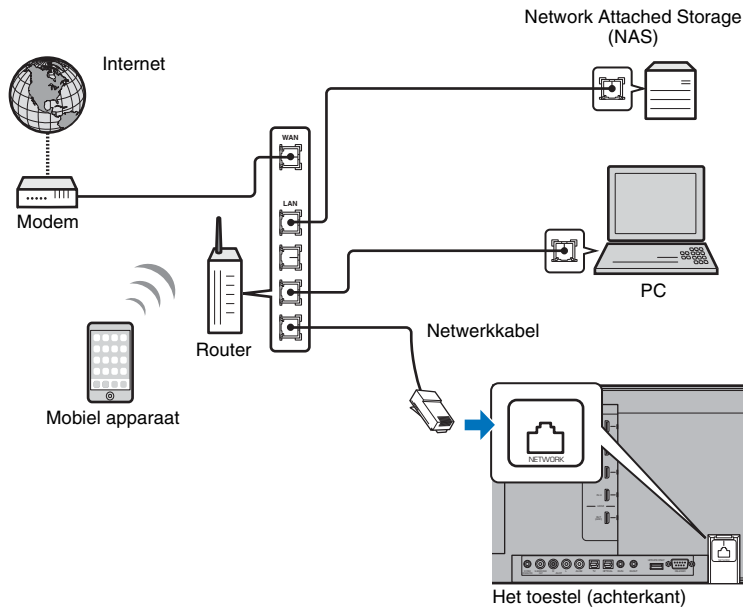 Network Attached Storage
(NAS)
Internet
WAN
LAN
Modem
PC
Router
Netwerkkabel
Mobiel apparaat
NETWORK
Het toestel (achterkant)